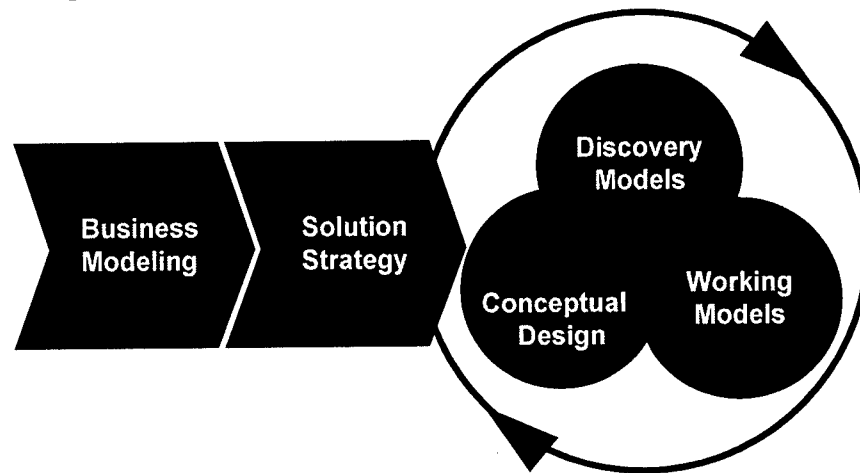 Business
Modeling
Solution
Strategy
Discovery
Models
Conceptual
Design
Working
Models